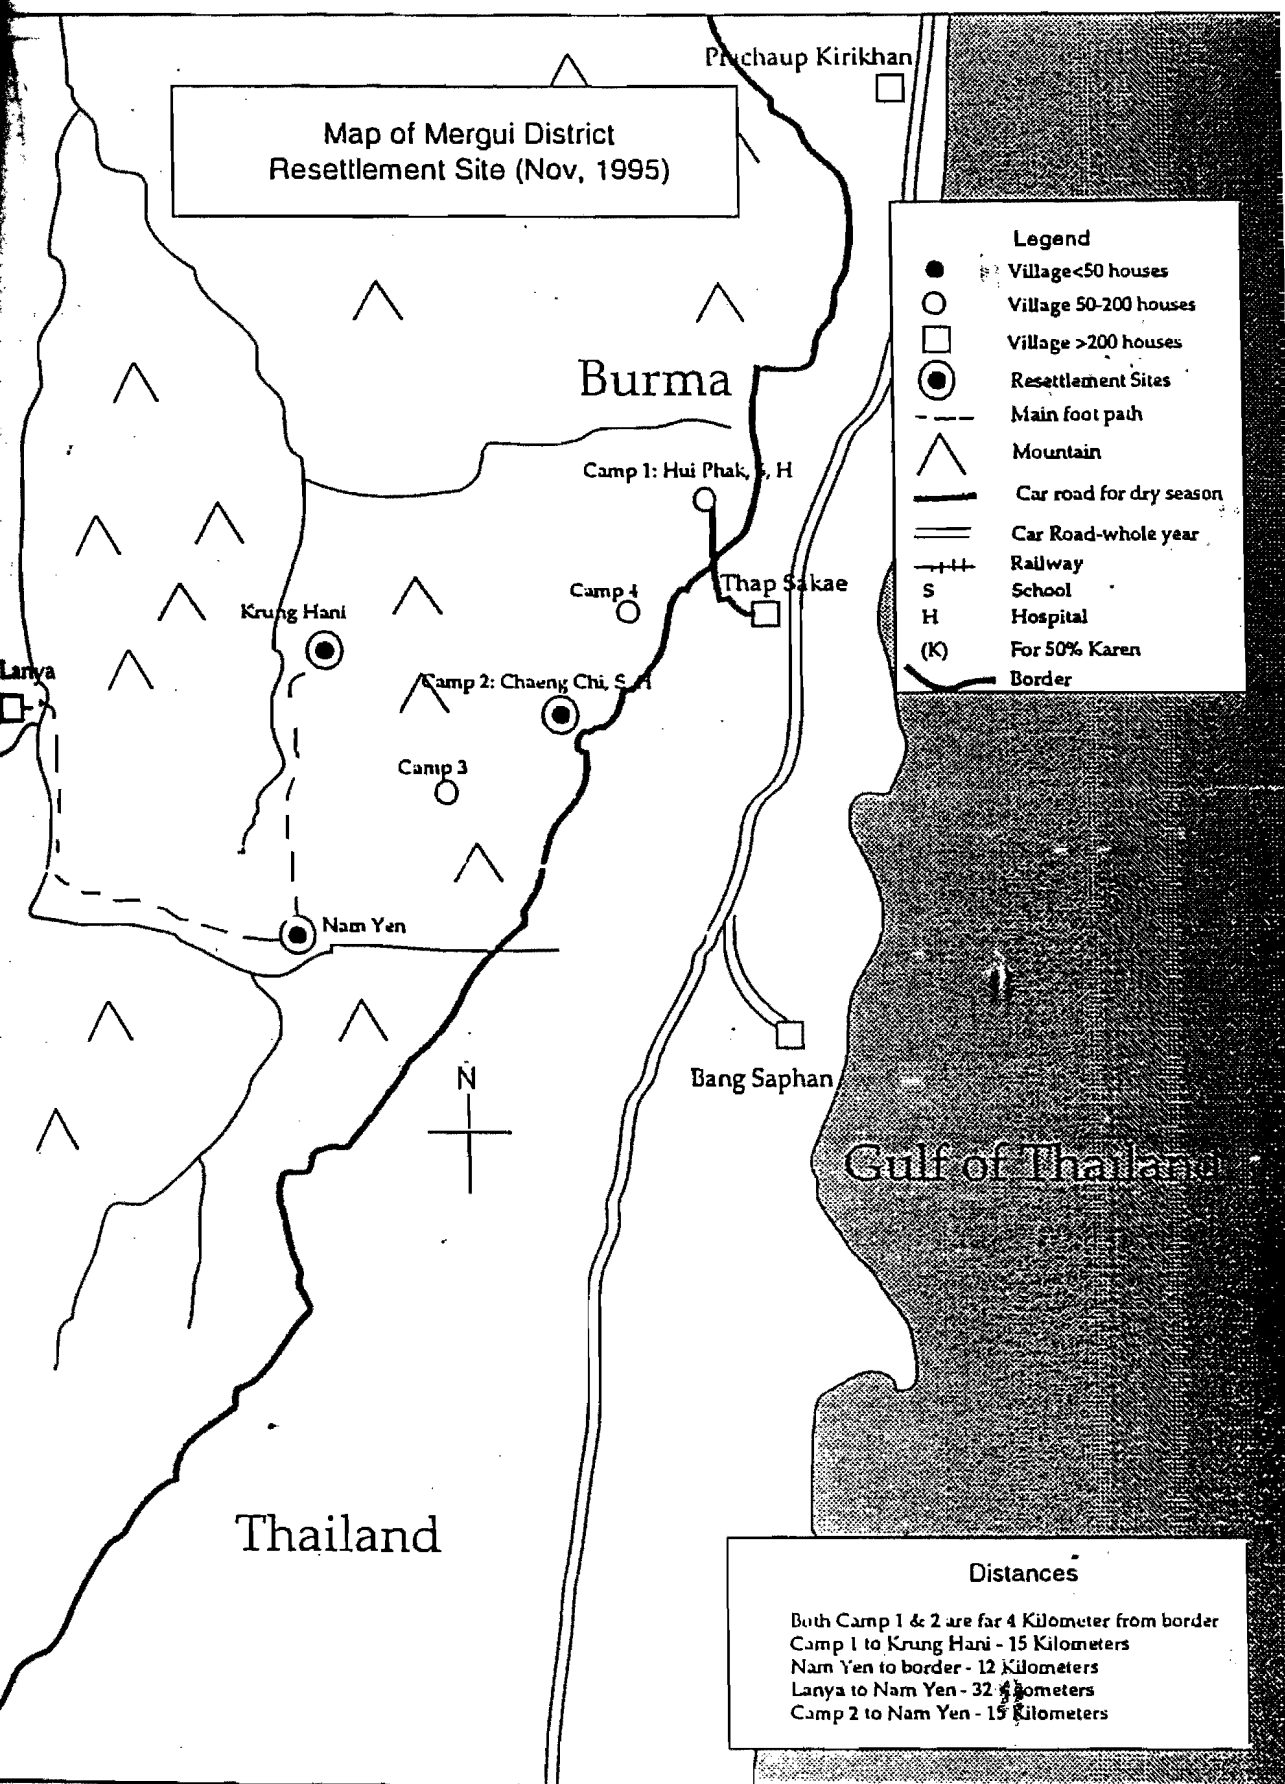 Prachaup Kirikhan
Map of Mergui District
Resettlement Site (Nov, 1995)
Legend
Village<50 houses
Village 50-200 houses
Village >200 houses
Resettlement Sites
Main foot path
Mountain
Car road for dry season
Car Road-whole year
Railway
S School
H Hospital
(K) For 50% Karen
Border
Burma
Camp 1: Hui Phak, S, H
Thap Sakae
Camp 4
Krung Hani
Lanya
Camp 2: Chaeng Chi, S, H
Camp 3
Nam Yen
N
Bang Saphan
Gulf of Thailand
Thailand
Distances
Both Camp 1 & 2 are far 4 Kilometer from border
Camp 1 to Krung Hani - 15 Kilometers
Nam Yen to border - 12 Kilometers
Lanya to Nam Yen - 32 Kilometers
Camp 2 to Nam Yen - 15 Kilometers